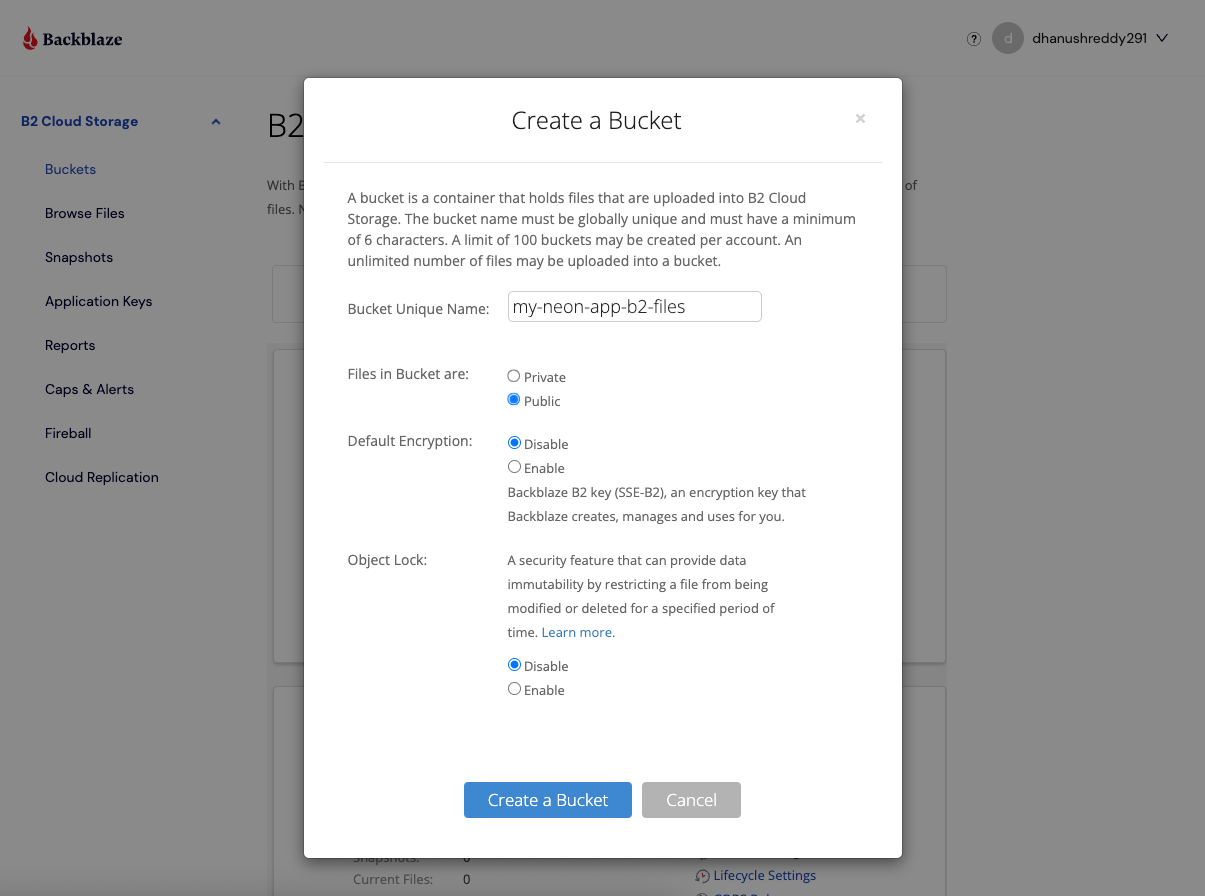 Backblaze
?
d
dhanushreddy291
B2 Cloud Storage
Buckets
Browse Files
Snapshots
Application Keys
Reports
Caps & Alerts
Fireball
Cloud Replication
B2
With
of
files.
Create a Bucket
×
A bucket is a container that holds files that are uploaded into B2 Cloud
Storage. The bucket name must be globally unique and must have a minimum
of 6 characters. A limit of 100 buckets may be created per account. An
unlimited number of files may be uploaded into a bucket.
Bucket Unique Name: my-neon-app-b2-files
Files in Bucket are: Private
Public
Default Encryption: Disable
Enable
Backblaze B2 key (SSE-B2), an encryption key that
Backblaze creates, manages and uses for you.
Object Lock: A security feature that can provide data
immutability by restricting a file from being
modified or deleted for a specified period of
time. Learn more.
Disable
Enable
Create a Bucket Cancel
Snapshots: 0
Current Files: 0
Lifecycle Settings